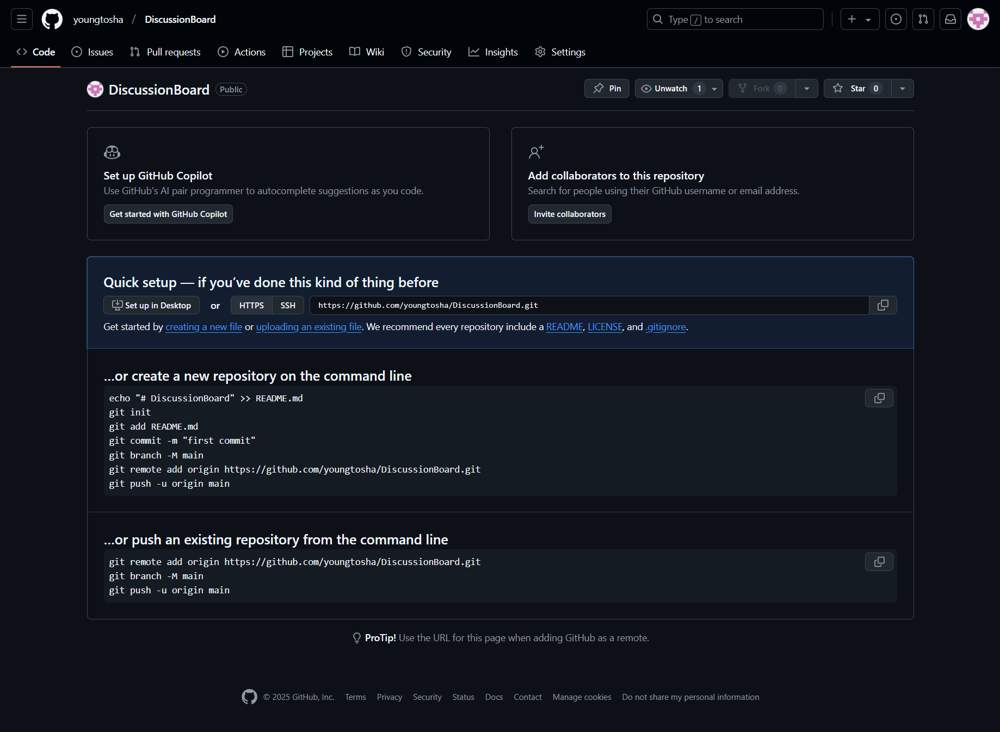 youngtosha / DiscussionBoard
Type / to search
Code Issues Pull requests Actions Projects Wiki Security Insights Settings
DiscussionBoard Public
Pin Unwatch 1 Fork 0 Star 0
Set up GitHub Copilot
Use GitHub's AI pair programmer to autocomplete suggestions as you code.
Get started with GitHub Copilot
Add collaborators to this repository
Search for people using their GitHub username or email address.
Invite collaborators
Quick setup — if you’ve done this kind of thing before
Set up in Desktop or HTTPS SSH https://github.com/youngtosha/DiscussionBoard.git
Get started by creating a new file or uploading an existing file. We recommend every repository include a README, LICENSE, and .gitignore.
…or create a new repository on the command line
echo "# DiscussionBoard" >> README.md
git init
git add README.md
git commit -m "first commit"
git branch -M main
git remote add origin https://github.com/youngtosha/DiscussionBoard.git
git push -u origin main
…or push an existing repository from the command line
git remote add origin https://github.com/youngtosha/DiscussionBoard.git
git branch -M main
git push -u origin main
ProTip! Use the URL for this page when adding GitHub as a remote.
© 2025 GitHub, Inc. Terms Privacy Security Status Docs Contact Manage cookies Do not share my personal information